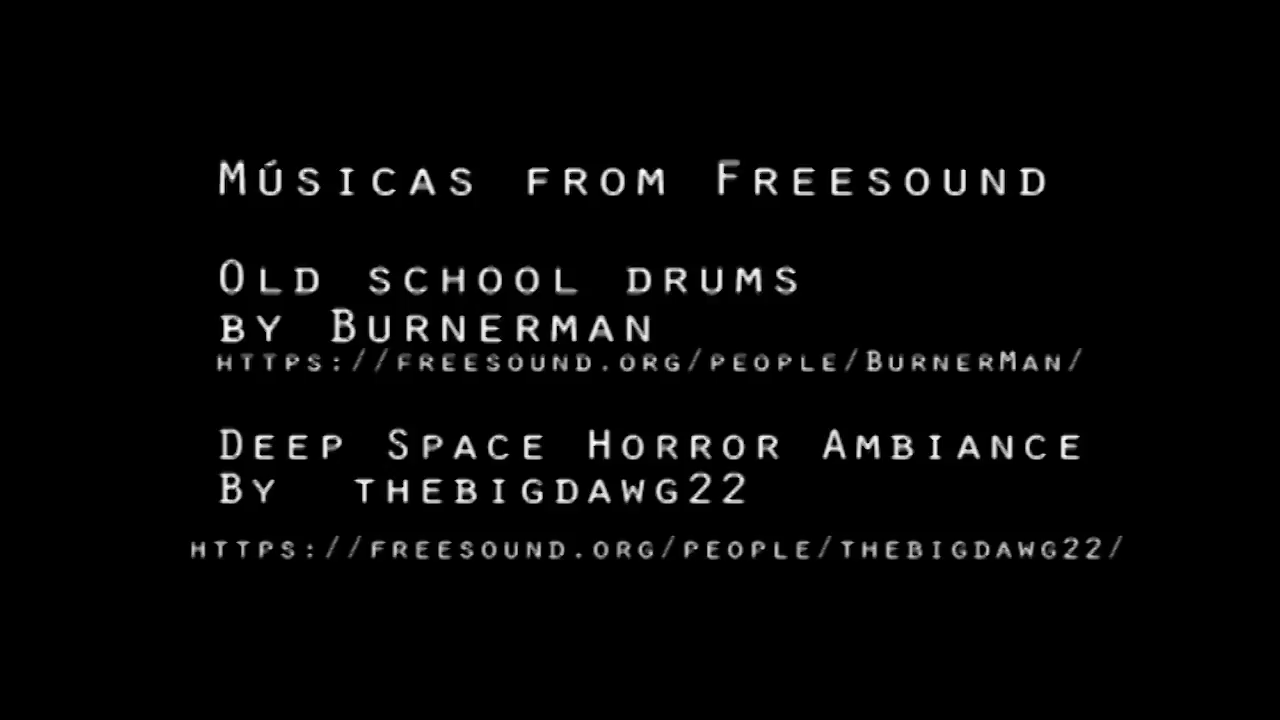 Músicas from Freesound
Old school drums
by Burnerman
https://freesound.org/people/BurnerMan/
Deep Space Horror Ambiance
By thebigdawg22
https://freesound.org/people/thebigdawg22/